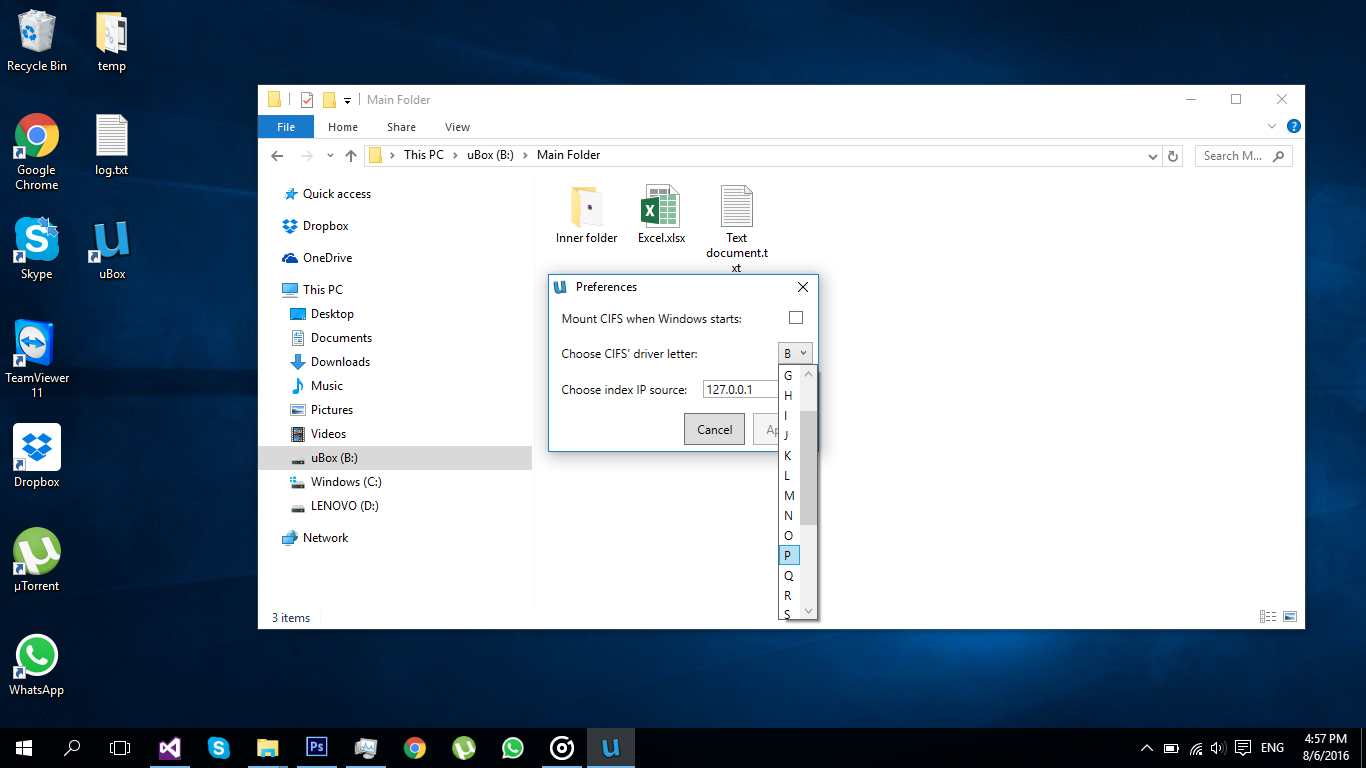 Recycle Bin
temp
Google
Chrome
log.txt
Skype
uBox
TeamViewer
11
Dropbox
µTorrent
WhatsApp
Main Folder
File
Home
Share
View
This PC
uBox (B:)
Main Folder
Search M...
Quick access
Dropbox
OneDrive
This PC
Desktop
Documents
Downloads
Music
Pictures
Videos
uBox (B:)
Windows (C:)
LENOVO (D:)
Network
Inner folder
Excel.xlsx
Text
document.t
xt
Preferences
Mount CIFS when Windows starts:
Choose CIFS' driver letter:
B
Choose index IP source:
127.0.0.1
Cancel
Ap
G
H
I
J
K
L
M
N
O
P
Q
R
S
3 items
Ps
ENG
4:57 PM
8/6/2016